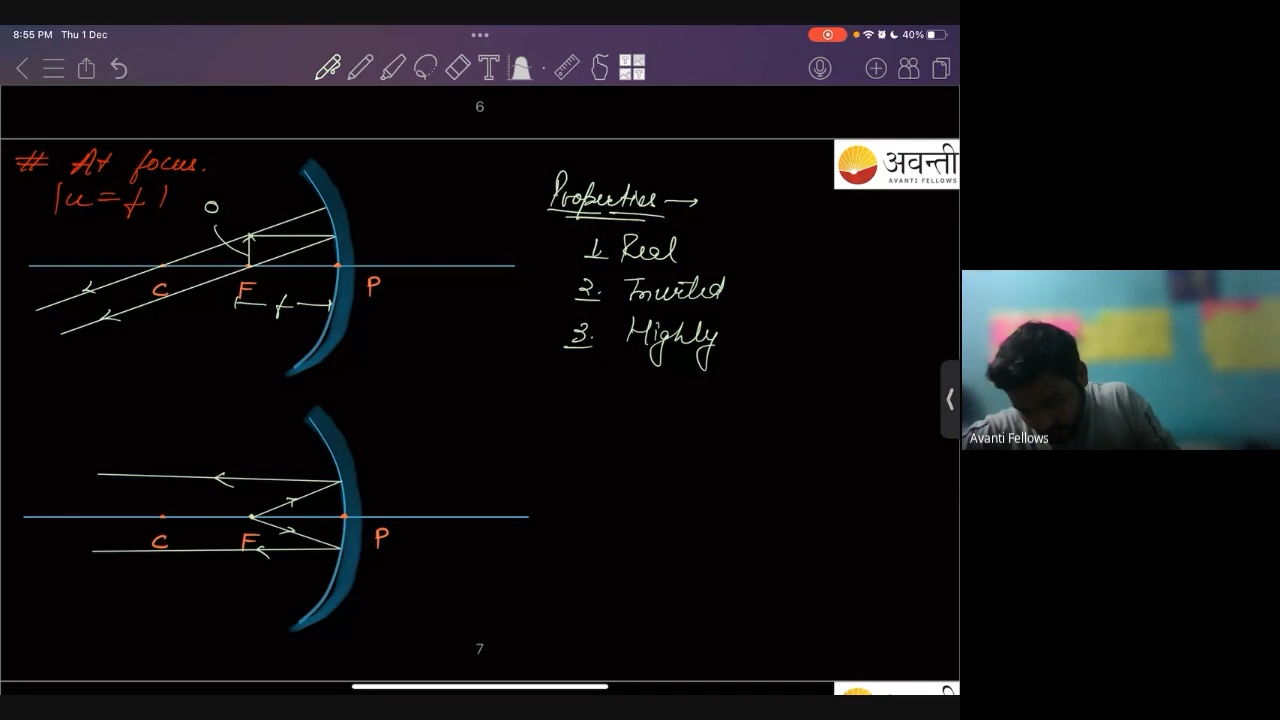 8:55 PM Thu 1 Dec
40%
6
# At focus.
|u=f|
O
C
F
f
P
Properties →
1. Real
2. Inverted
3. Highly
अवन्ती
AVANTI FELLOWS
Avanti Fellows
C
F
P
7